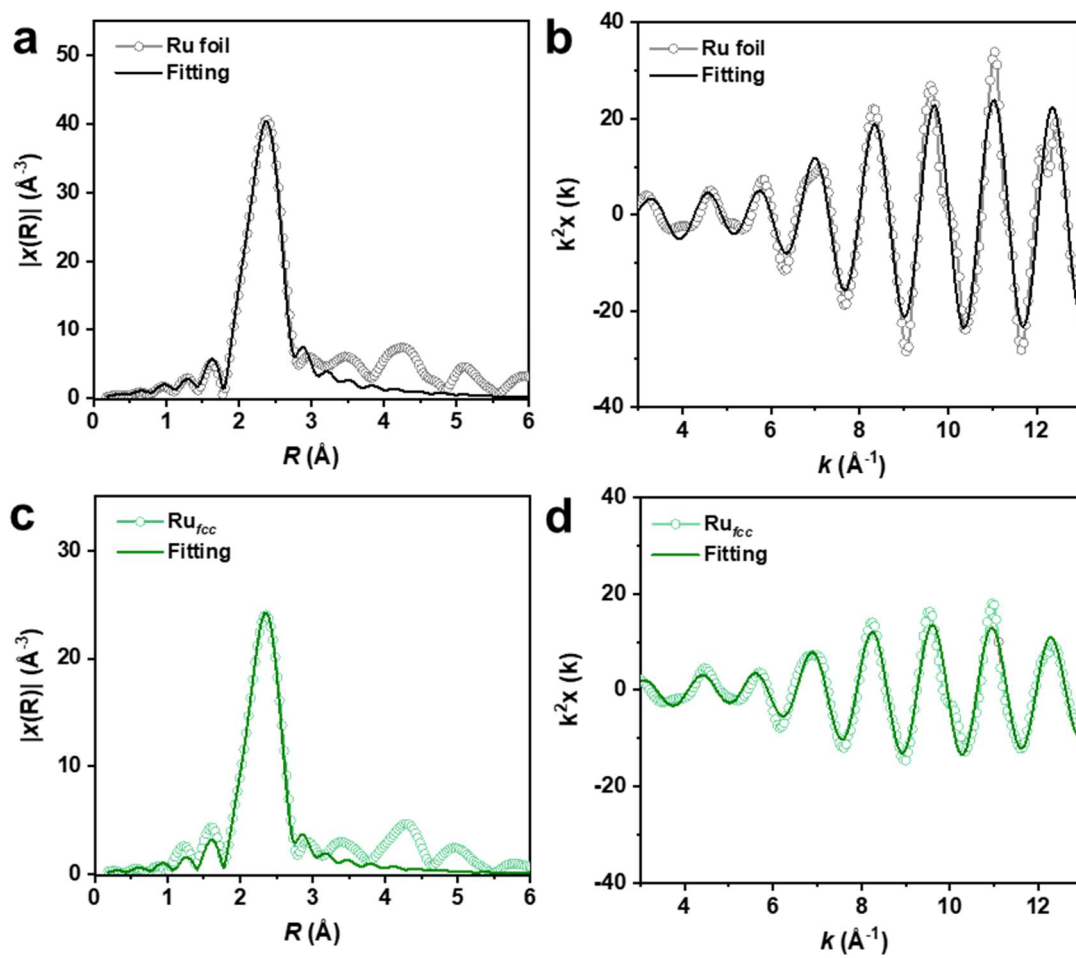 a
Ru foil
Fitting
50
40
30
20
10
0
|x(R)| (Å⁻³)
0 1 2 3 4 5 6
R (Å)
b
Ru foil
Fitting
40
20
0
-20
-40
k²x (k)
4 6 8 10 12
k (Å⁻¹)
c
Ru_fcc
Fitting
30
20
10
0
|x(R)| (Å⁻³)
0 1 2 3 4 5 6
R (Å)
d
Ru_fcc
Fitting
40
20
0
-20
-40
k²x (k)
4 6 8 10 12
k (Å⁻¹)